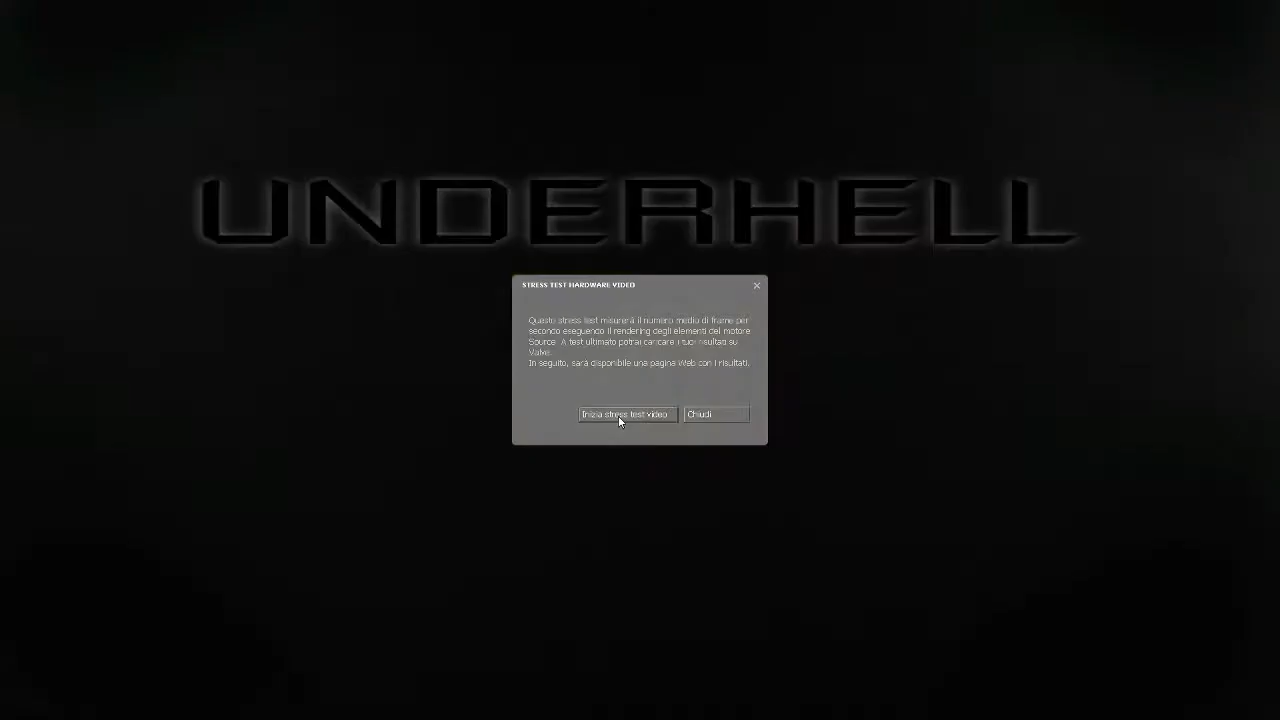 UNDERHELL
STRESS TEST HARDWARE VIDEO
Questo stress test misurerà il numero medio di frame per
secondo eseguendo il rendering degli elementi del motore
Source. A test ultimato potrai caricare i tuoi risultati su
Valve.
In seguito, sarà disponibile una pagina Web con i risultati.
Inizia stress test video
Chiudi